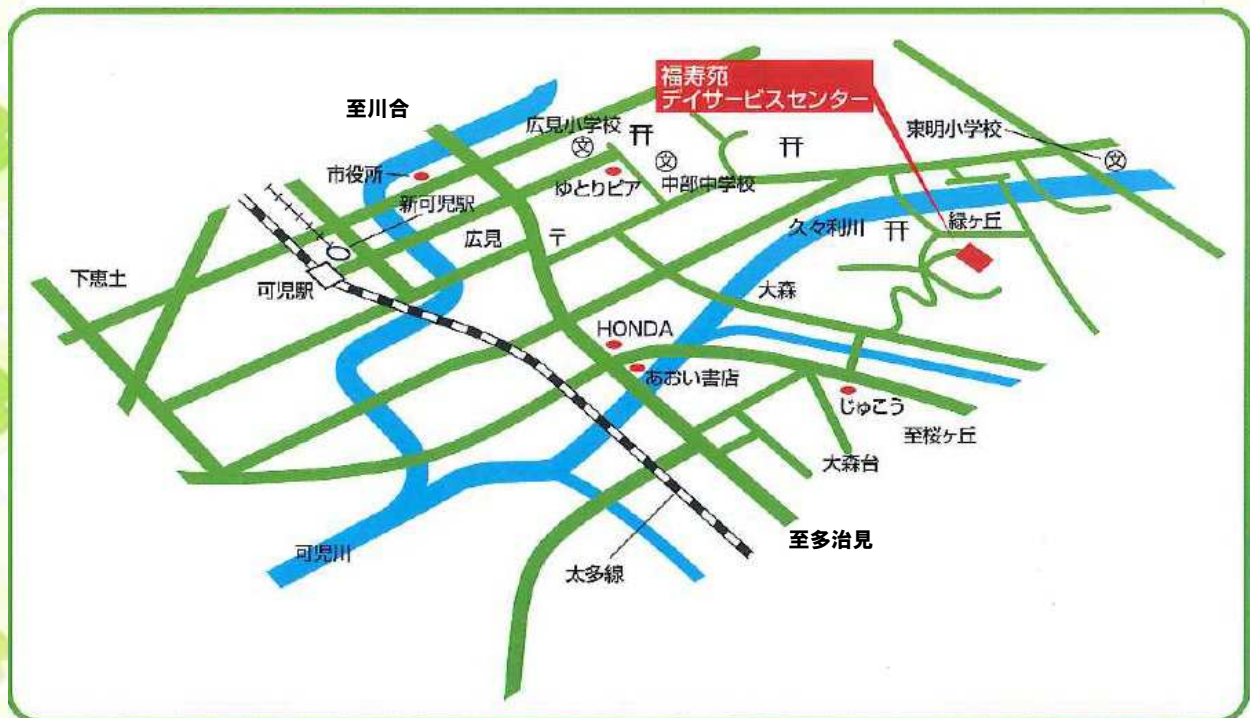 福寿苑
デイサービスセンター
至川合
広見小学校
東明小学校
文
文
文
市役所
ゆとりピア
中部中学校
新可児駅
広見
〒
久々利川
緑ヶ丘
下恵土
可児駅
大森
HONDA
あおい書店
じゅこう
至桜ヶ丘
大森台
至多治見
可児川
太多線